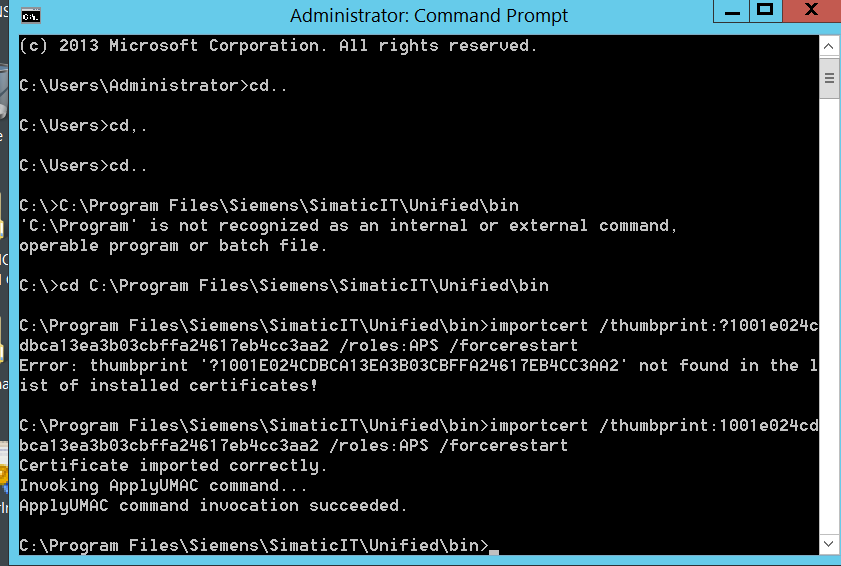 Administrator: Command Prompt
(c) 2013 Microsoft Corporation. All rights reserved.
C:\Users\Administrator>cd..
C:\Users>cd,.
C:\Users>cd..
C:\>C:\Program Files\Siemens\SimaticIT\Unified\bin
'C:\Program' is not recognized as an internal or external command,
operable program or batch file.
C:\>cd C:\Program Files\Siemens\SimaticIT\Unified\bin
C:\Program Files\Siemens\SimaticIT\Unified\bin>importcert /thumbprint:?1001e024c
dbca13ea3b03cbffa24617eb4cc3aa2 /roles:APS /forcerestart
Error: thumbprint '?1001E024CDBCA13EA3B03CBFFA24617EB4CC3AA2' not found in the l
ist of installed certificates!
C:\Program Files\Siemens\SimaticIT\Unified\bin>importcert /thumbprint:1001e024cd
bca13ea3b03cbffa24617eb4cc3aa2 /roles:APS /forcerestart
Certificate imported correctly.
Invoking ApplyUMAC command...
ApplyUMAC command invocation succeeded.
C:\Program Files\Siemens\SimaticIT\Unified\bin>